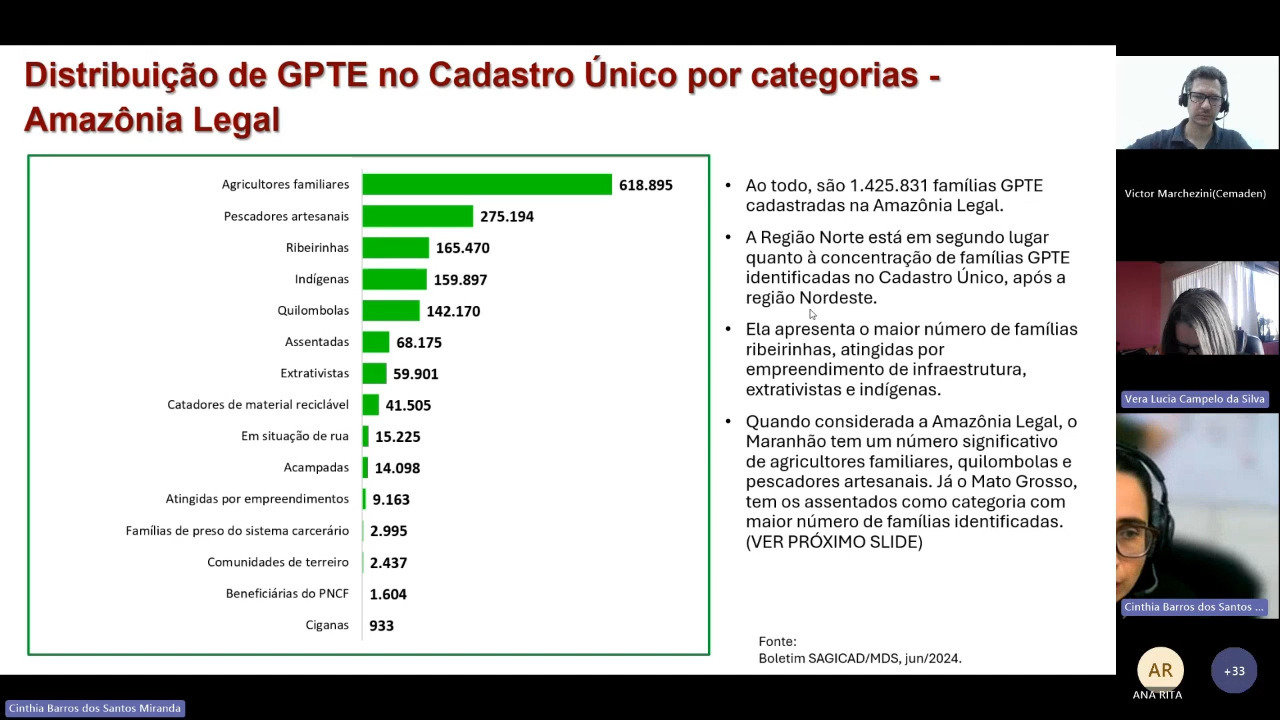 Distribuição de GPTE no Cadastro Único por categorias -
Amazônia Legal
Agricultores familiares 618.895
Pescadores artesanais 275.194
Ribeirinhas 165.470
Indígenas 159.897
Quilombolas 142.170
Assentadas 68.175
Extrativistas 59.901
Catadores de material reciclável 41.505
Em situação de rua 15.225
Acampadas 14.098
Atingidas por empreendimentos 9.163
Famílias de preso do sistema carcerário 2.995
Comunidades de terreiro 2.437
Beneficiárias do PNCF 1.604
Ciganas 933
• Ao todo, são 1.425.831 famílias GPTE
cadastradas na Amazônia Legal.
• A Região Norte está em segundo lugar
quanto à concentração de famílias GPTE
identificadas no Cadastro Único, após a
região Nordeste.
• Ela apresenta o maior número de famílias
ribeirinhas, atingidas por
empreendimento de infraestrutura,
extrativistas e indígenas.
• Quando considerada a Amazônia Legal, o
Maranhão tem um número significativo
de agricultores familiares, quilombolas e
pescadores artesanais. Já o Mato Grosso,
tem os assentados como categoria com
maior número de famílias identificadas.
(VER PRÓXIMO SLIDE)
Fonte:
Boletim SAGICAD/MDS, jun/2024.
Victor Marchezini(Cemaden)
Vera Lucia Campelo da Silva
Cinthia Barros dos Santos ...
AR
ANA RITA
+33
Cinthia Barros dos Santos Miranda